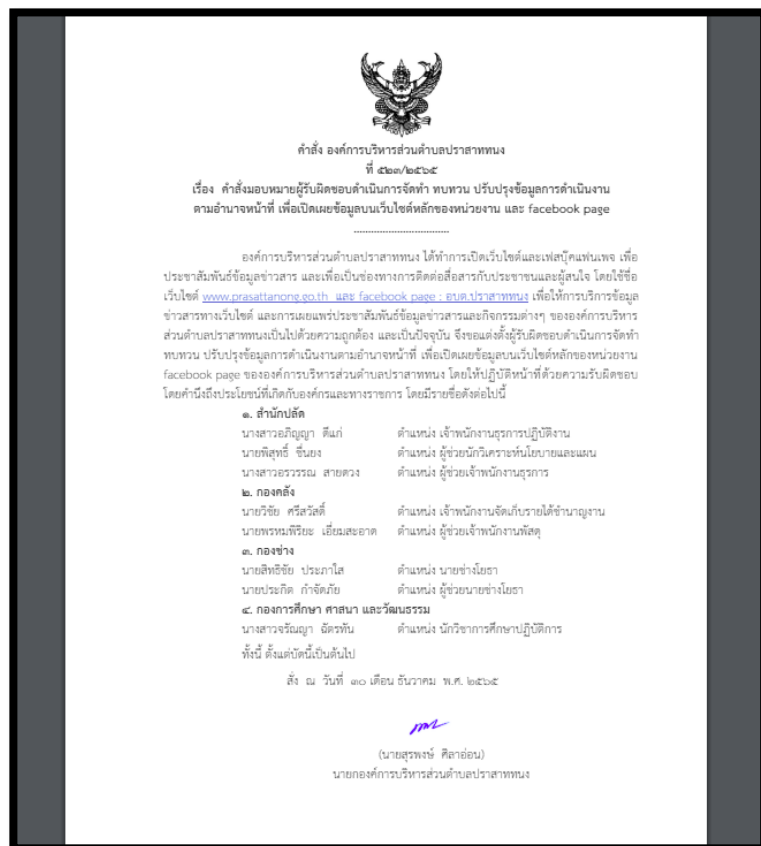 คำสั่ง องค์การบริหารส่วนตำบลปราสาททนง
ที่ ๕๒๓/๒๕๖๕
เรื่อง คำสั่งมอบหมายผู้รับผิดชอบดำเนินการจัดทำ ทบทวน ปรับปรุงข้อมูลการดำเนินงาน
ตามอำนาจหน้าที่ เพื่อเปิดเผยข้อมูลบนเว็บไซต์หลักของหน่วยงาน และ facebook page
.................................
องค์การบริหารส่วนตำบลปราสาททนง ได้ทำการเปิดเว็บไซต์และเฟสบุ๊คแฟนเพจ เพื่อ
ประชาสัมพันธ์ข้อมูลข่าวสาร และเพื่อเป็นช่องทางการติดต่อสื่อสารกับประชาชนและผู้สนใจ โดยใช้ชื่อ
เว็บไซต์ www.prasattanong.go.th และ facebook page : อบต.ปราสาททนง เพื่อให้การบริการข้อมูล
ข่าวสารทางเว็บไซต์ และการเผยแพร่ประชาสัมพันธ์ข้อมูลข่าวสารและกิจกรรมต่างๆ ขององค์การบริหาร
ส่วนตำบลปราสาททนงเป็นไปด้วยความถูกต้อง และเป็นปัจจุบัน จึงขอแต่งตั้งผู้รับผิดชอบดำเนินการจัดทำ
ทบทวน ปรับปรุงข้อมูลการดำเนินงานตามอำนาจหน้าที่ เพื่อเปิดเผยข้อมูลบนเว็บไซต์หลักของหน่วยงาน
facebook page ขององค์การบริหารส่วนตำบลปราสาททนง โดยให้ปฏิบัติหน้าที่ด้วยความรับผิดชอบ
โดยคำนึงถึงประโยชน์ที่เกิดกับองค์กรและทางราชการ โดยมีรายชื่อดังต่อไปนี้
๑. สำนักปลัด
นางสาวอภิญญา ดีแก่ ตำแหน่ง เจ้าพนักงานธุรการปฏิบัติงาน
นายพิสุทธิ์ ชื่นยง ตำแหน่ง ผู้ช่วยนักวิเคราะห์นโยบายและแผน
นางสาวอรวรรณ สายดวง ตำแหน่ง ผู้ช่วยเจ้าพนักงานธุรการ
๒. กองคลัง
นายวิชัย ศรีสวัสดิ์ ตำแหน่ง เจ้าพนักงานจัดเก็บรายได้ชำนาญงาน
นายพรหมพิริยะ เอี่ยมสะอาด ตำแหน่ง ผู้ช่วยเจ้าพนักงานพัสดุ
๓. กองช่าง
นายสิทธิชัย ประภาใส ตำแหน่ง นายช่างโยธา
นายประกิต กำจัดภัย ตำแหน่ง ผู้ช่วยนายช่างโยธา
๔. กองการศึกษา ศาสนา และวัฒนธรรม
นางสาวจรัณญา ฉัตรทัน ตำแหน่ง นักวิชาการศึกษาปฏิบัติการ
ทั้งนี้ ตั้งแต่บัดนี้เป็นต้นไป
สั่ง ณ วันที่ ๓๐ เดือน ธันวาคม พ.ศ. ๒๕๖๕
(นายสุรพงษ์ ศิลาอ่อน)
นายกองค์การบริหารส่วนตำบลปราสาททนง